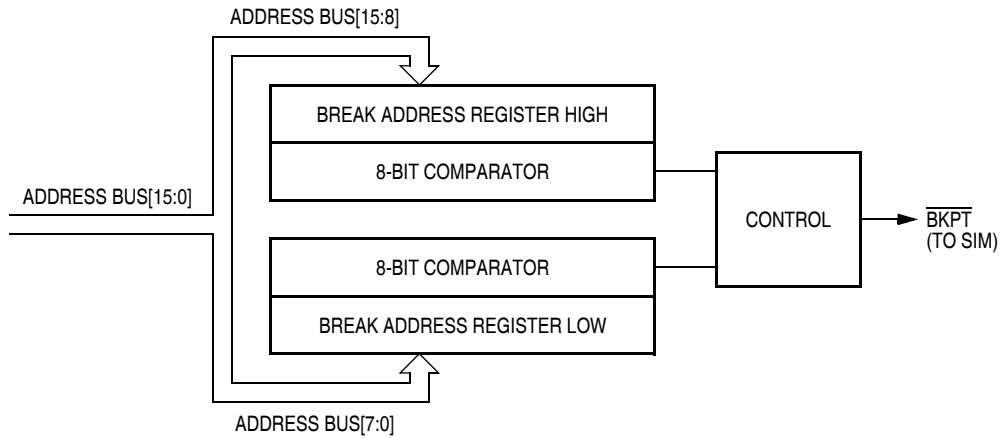 ADDRESS BUS[15:8]
BREAK ADDRESS REGISTER HIGH
8-BIT COMPARATOR
ADDRESS BUS[15:0]
CONTROL
BKPT
(TO SIM)
8-BIT COMPARATOR
BREAK ADDRESS REGISTER LOW
ADDRESS BUS[7:0]